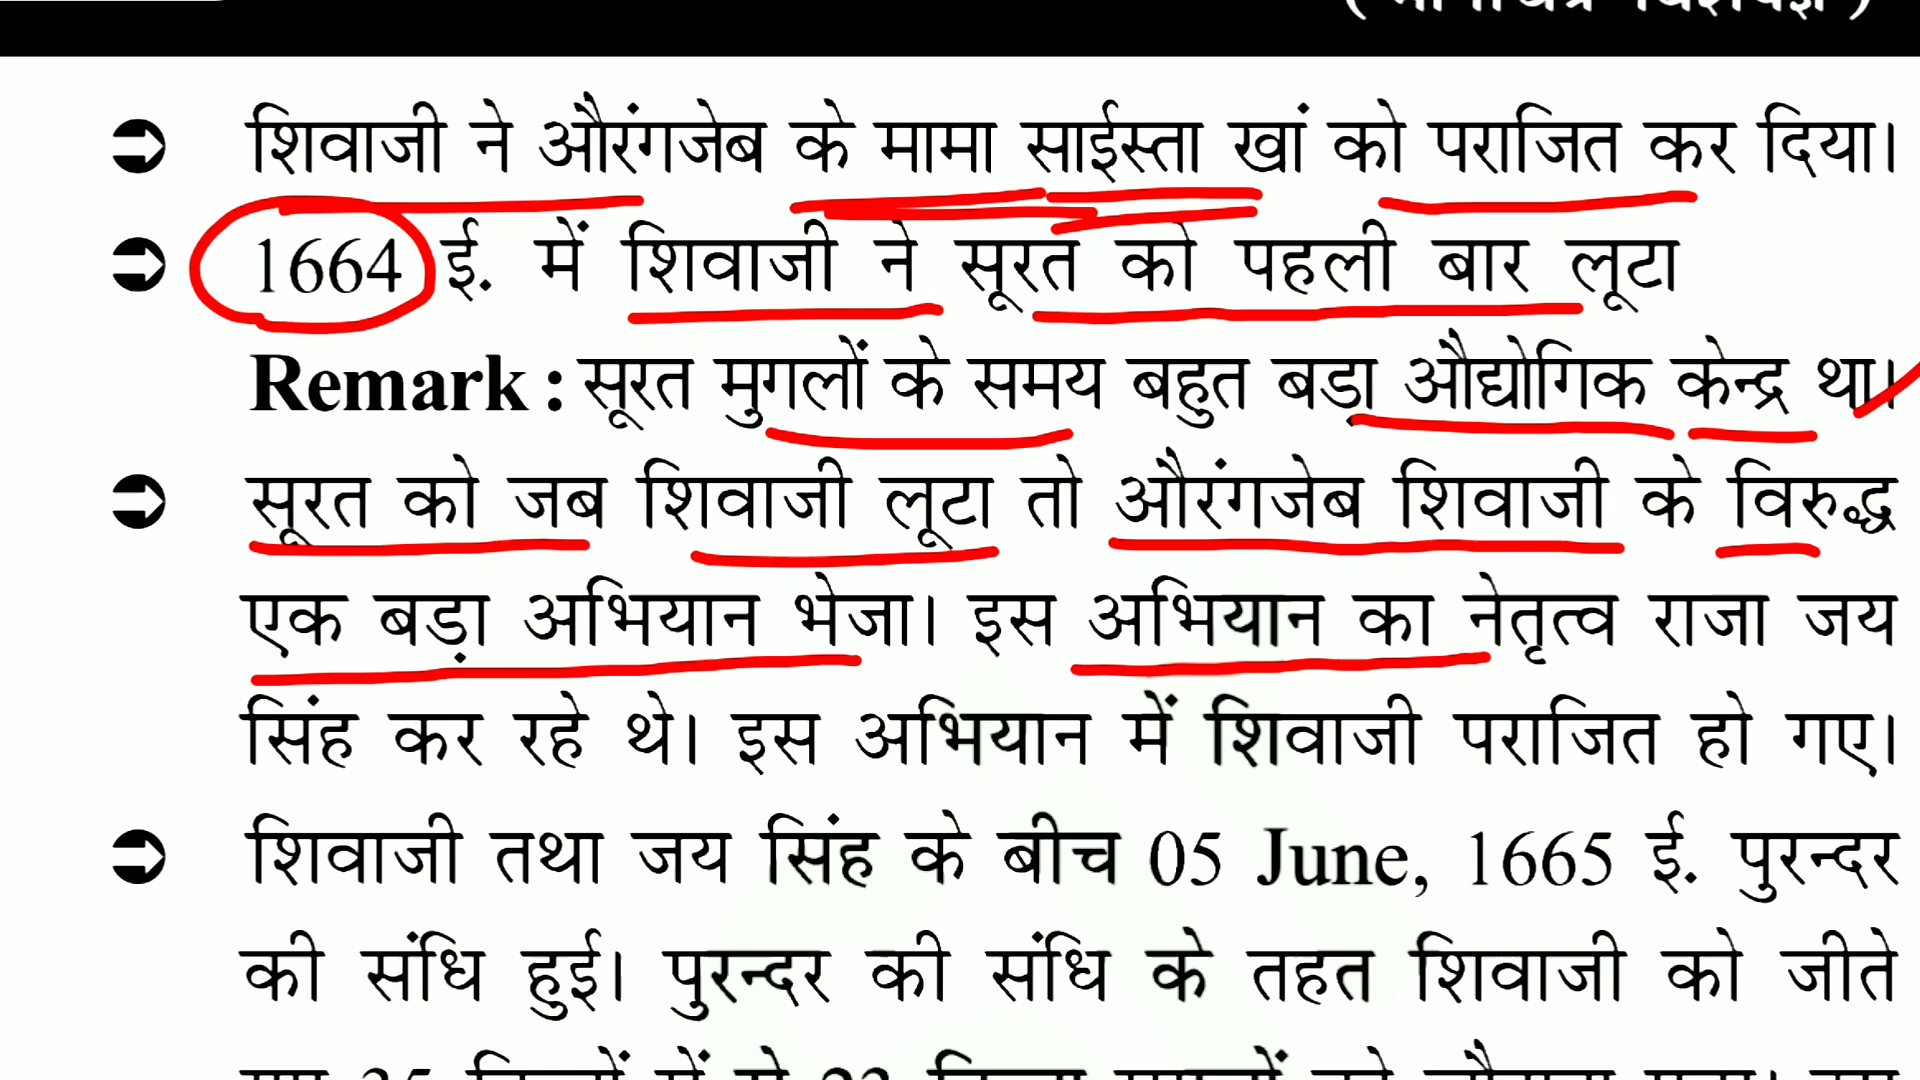 शिवाजी ने औरंगजेब के मामा साईस्ता खां को पराजित कर दिया।
1664 ई. में शिवाजी ने सूरत को पहली बार लूटा
Remark : सूरत मुगलों के समय बहुत बड़ा औद्योगिक केन्द्र था।
सूरत को जब शिवाजी लूटा तो औरंगजेब शिवाजी के विरुद्ध
एक बड़ा अभियान भेजा। इस अभियान का नेतृत्व राजा जय
सिंह कर रहे थे। इस अभियान में शिवाजी पराजित हो गए।
शिवाजी तथा जय सिंह के बीच 05 June, 1665 ई. पुरन्दर
की संधि हुई। पुरन्दर की संधि के तहत शिवाजी को जीते